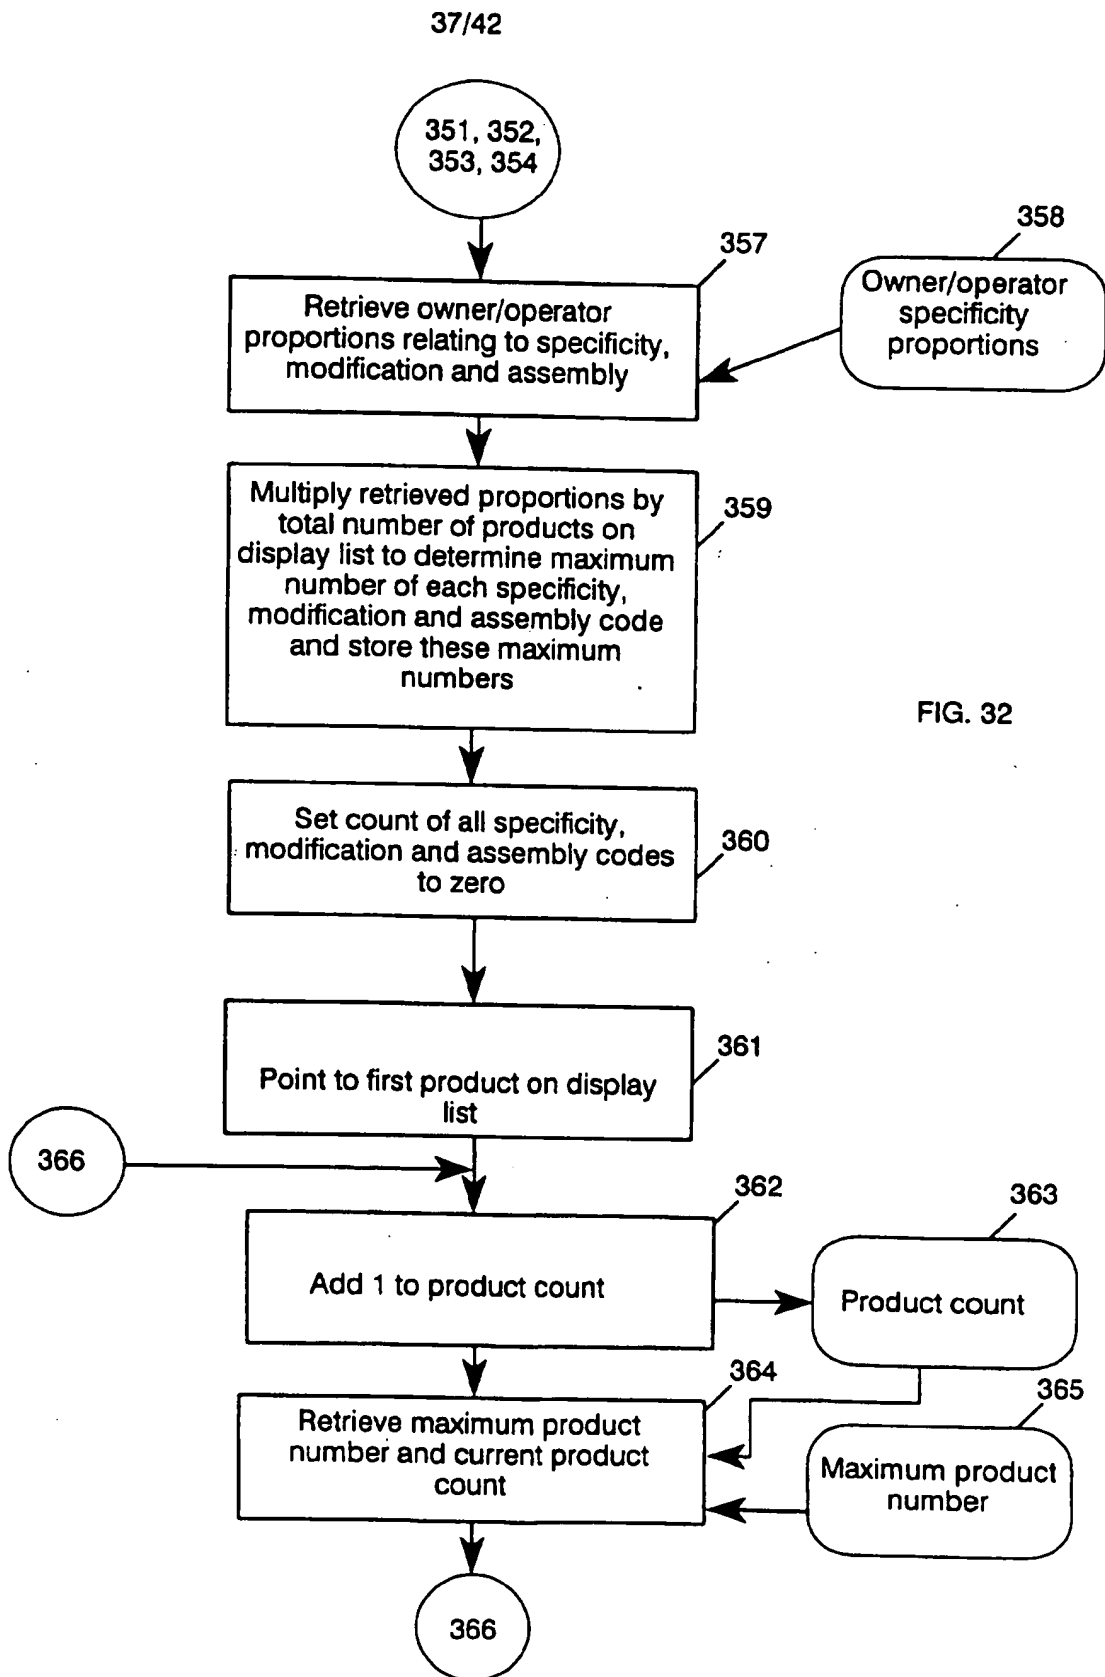 37/42
351, 352,
353, 354
357
Retrieve owner/operator
proportions relating to specificity,
modification and assembly
358
Owner/operator
specificity
proportions
359
Multiply retrieved proportions by
total number of products on
display list to determine maximum
number of each specificity,
modification and assembly code
and store these maximum
numbers
FIG. 32
360
Set count of all specificity,
modification and assembly codes
to zero
361
Point to first product on display
list
366
362
Add 1 to product count
363
Product count
364
Retrieve maximum product
number and current product
count
365
Maximum product
number
366